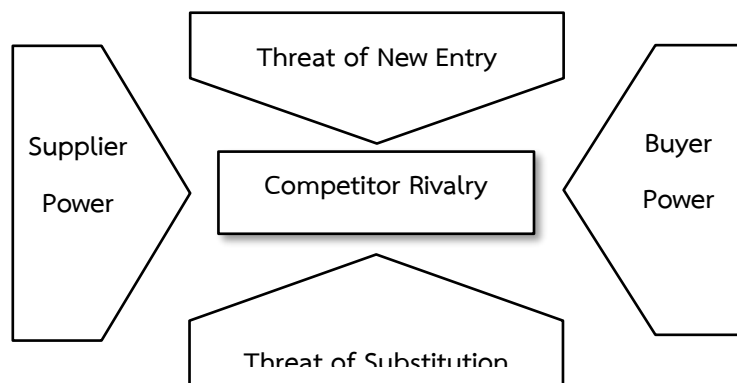 Threat of New Entry
Supplier
Power
Competitor Rivalry
Buyer
Power
Threat of Substitution